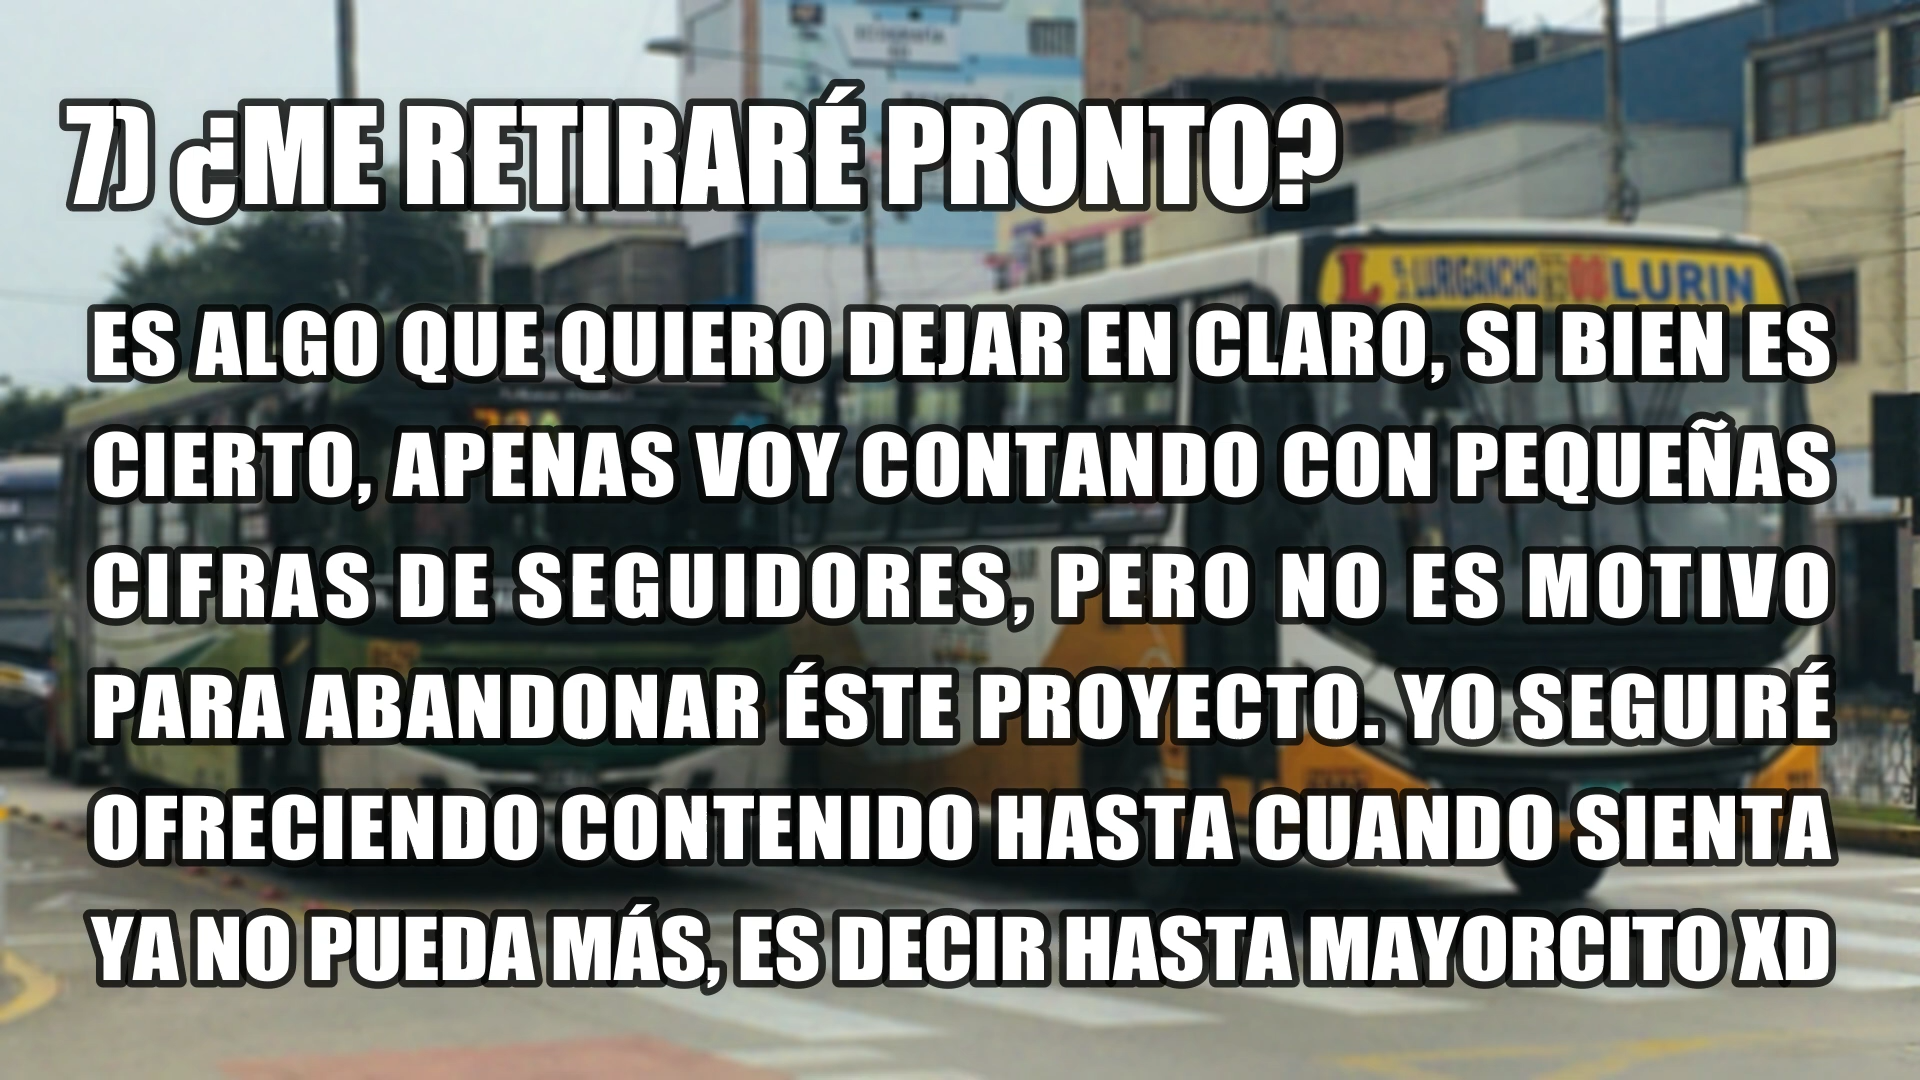 7) ¿ME RETIRARÉ PRONTO?
L
LURIGANCHO
LURIN
ES ALGO QUE QUIERO DEJAR EN CLARO, SI BIEN ES
CIERTO, APENAS VOY CONTANDO CON PEQUEÑAS
CIFRAS DE SEGUIDORES, PERO NO ES MOTIVO
PARA ABANDONAR ÉSTE PROYECTO. YO SEGUIRÉ
OFRECIENDO CONTENIDO HASTA CUANDO SIENTA
YA NO PUEDA MÁS, ES DECIR HASTA MAYORCITO XD